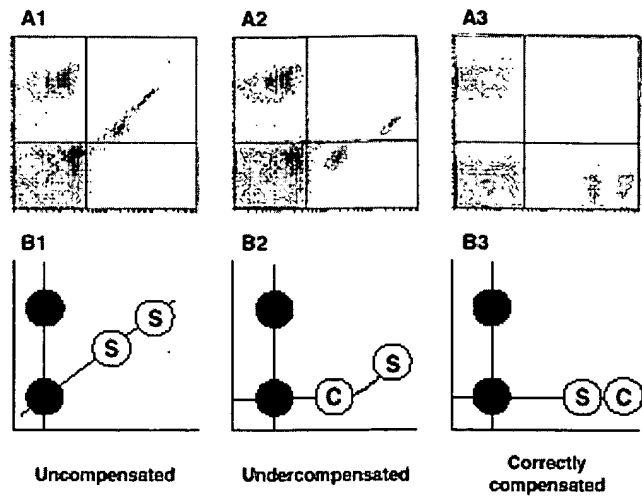 A1 A2 A3
B1 B2 B3
S
S
C
S
S C
Uncompensated Undercompensated Correctly
compensated